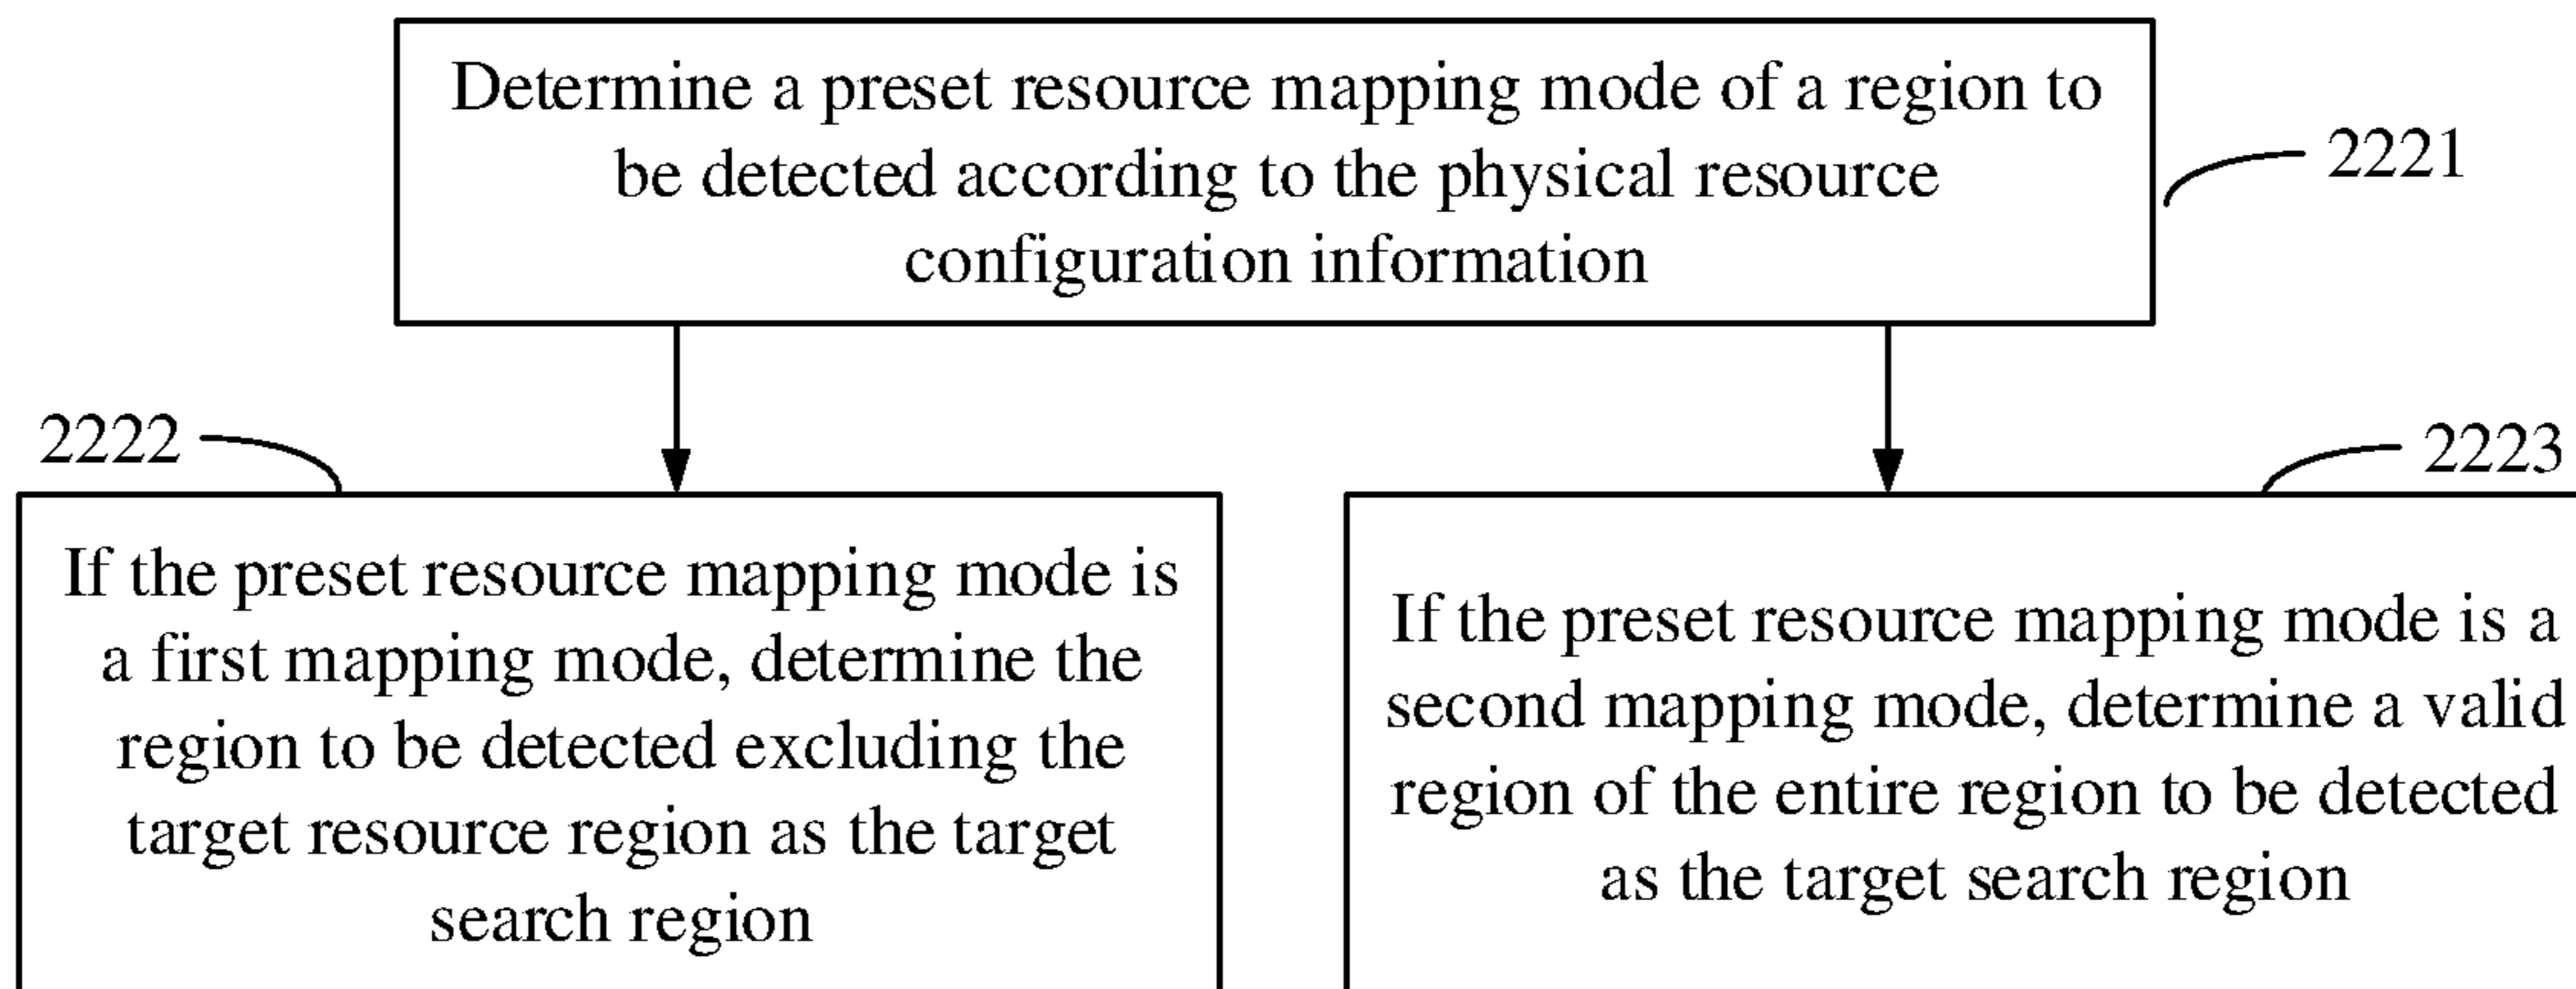 Determine a preset resource mapping mode of a region to
be detected according to the physical resource
configuration information
2221
2222
2223
If the preset resource mapping mode is
a first mapping mode, determine the
region to be detected excluding the
target resource region as the target
search region
If the preset resource mapping mode is a
second mapping mode, determine a valid
region of the entire region to be detected
as the target search region